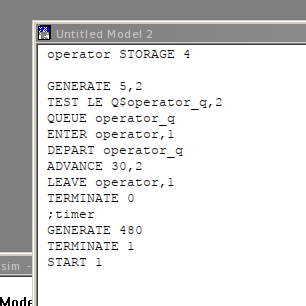 Untitled Model 2
operator STORAGE 4
GENERATE 5,2
TEST LE Q$operator_q,2
QUEUE operator_q
ENTER operator,1
DEPART operator_q
ADVANCE 30,2
LEAVE operator,1
TERMINATE 0
;timer
GENERATE 480
TERMINATE 1
START 1
sim -
Mode